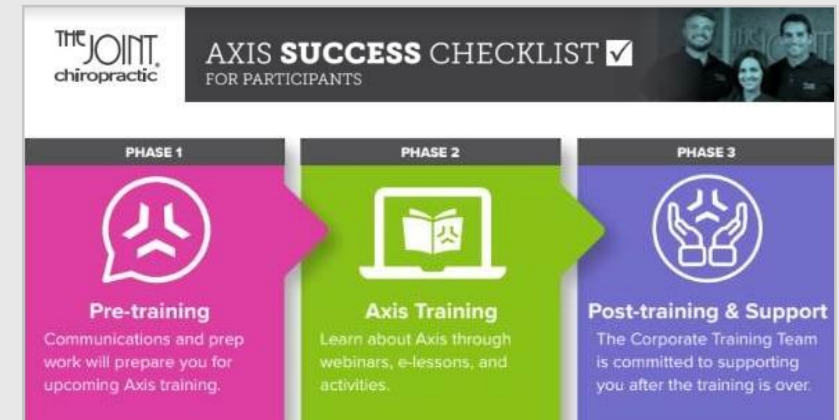 THE JOINT®
chiropractic
AXIS SUCCESS CHECKLIST
FOR PARTICIPANTS
PHASE 1
Pre-training
Communications and prep
work will prepare you for
upcoming Axis training.
PHASE 2
Axis Training
Learn about Axis through
webinars, e-lessons, and
activities.
PHASE 3
Post-training & Support
The Corporate Training Team
is committed to supporting
you after the training is over.